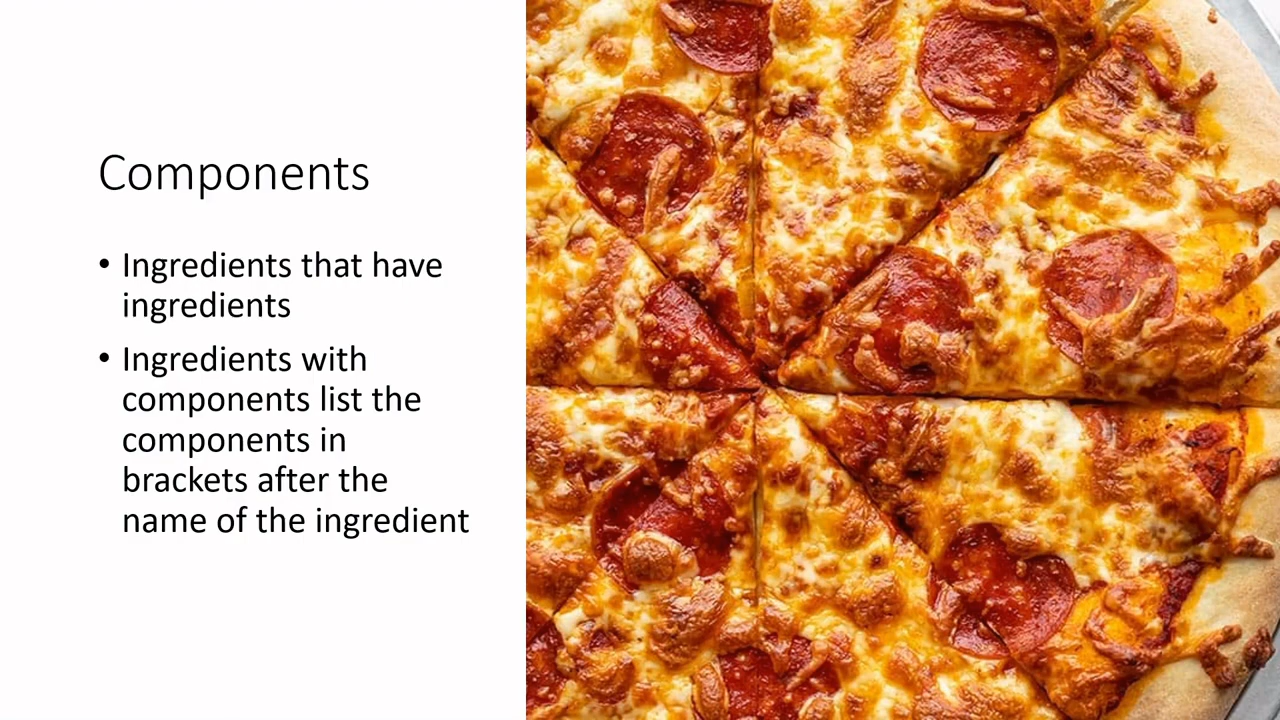 Components
• Ingredients that have
ingredients
• Ingredients with
components list the
components in
brackets after the
name of the ingredient